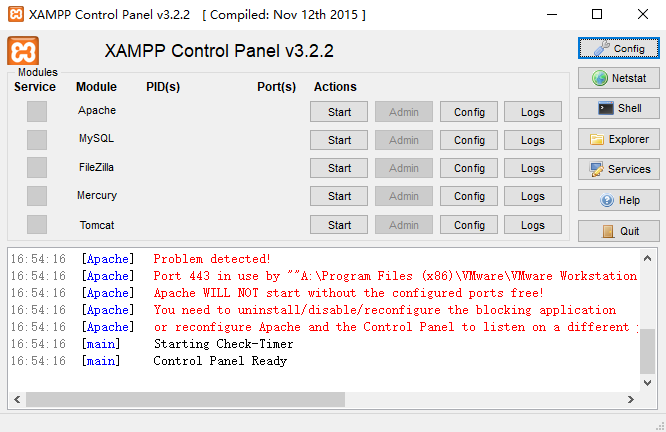 XAMPP Control Panel v3.2.2 [ Compiled: Nov 12th 2015 ]
XAMPP Control Panel v3.2.2
Config
Modules
Service Module PID(s) Port(s) Actions
Netstat
Apache Start Admin Config Logs
Shell
MySQL Start Admin Config Logs
Explorer
FileZilla Start Admin Config Logs
Services
Mercury Start Admin Config Logs
Help
Tomcat Start Admin Config Logs
Quit
16:54:16 [Apache] Problem detected!
16:54:16 [Apache] Port 443 in use by ""A:\Program Files (x86)\VMware\VMware Workstation
16:54:16 [Apache] Apache WILL NOT start without the configured ports free!
16:54:16 [Apache] You need to uninstall/disable/reconfigure the blocking application
16:54:16 [Apache] or reconfigure Apache and the Control Panel to listen on a different
16:54:16 [main] Starting Check-Timer
16:54:16 [main] Control Panel Ready